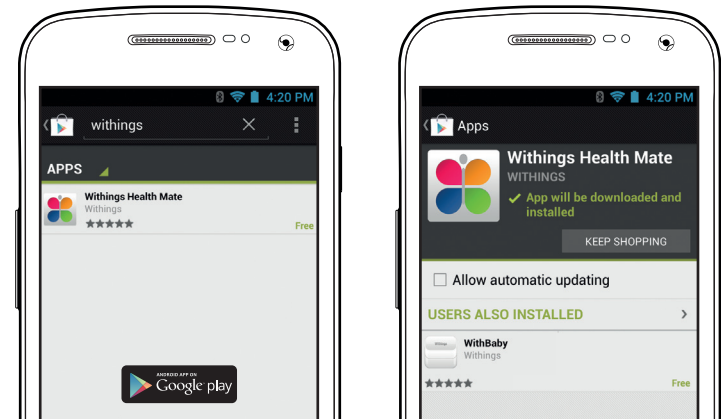 4:20 PM
withings
APPS
Withings Health Mate
Withings
Free
ANDROID APP ON
Google play
4:20 PM
Apps
Withings Health Mate
WITHINGS
App will be downloaded and
installed
KEEP SHOPPING
Allow automatic updating
USERS ALSO INSTALLED
Withings
WithBaby
Withings
Free